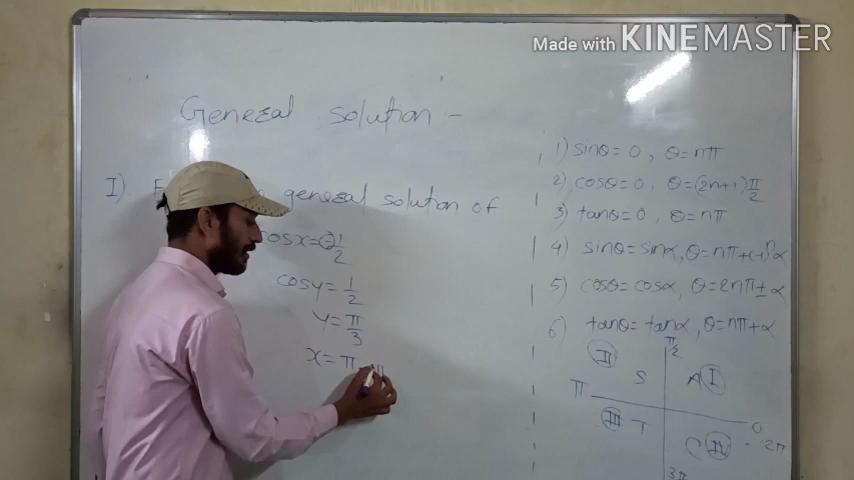 Made with KINEMASTER
General solution -
I) general solution of
cosx = - 1/2
cosy = 1/2
y = π/3
x = π
1) sinθ = 0, θ = nπ
2) cosθ = 0, θ = (2n+1) π/2
3) tanθ = 0, θ = nπ
4) sinθ = sinα, θ = nπ + (-1)ⁿα
5) cosθ = cosα, θ = 2nπ ± α
6) tanθ = tanα, θ = nπ + α
π/2
II
S A I
π
0
III T C IV 2π
3π